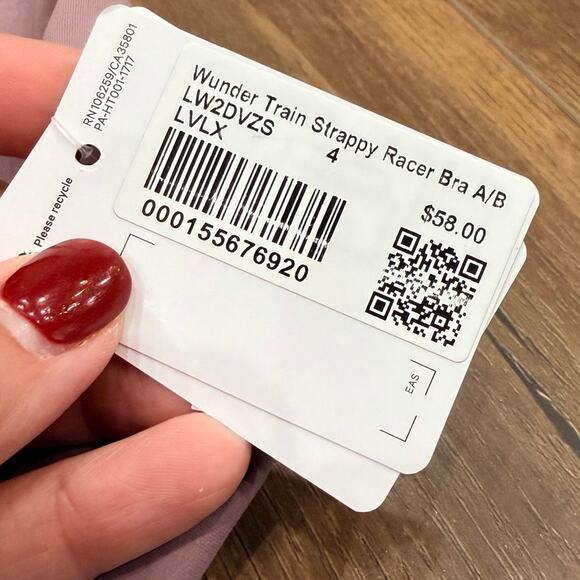 RN106259/CA35801
PA-HT001-1717
Please recycle
Wunder Train Strappy Racer Bra A/B
LW2DVZS
LVLX 4
$58.00
000155676920
EAS